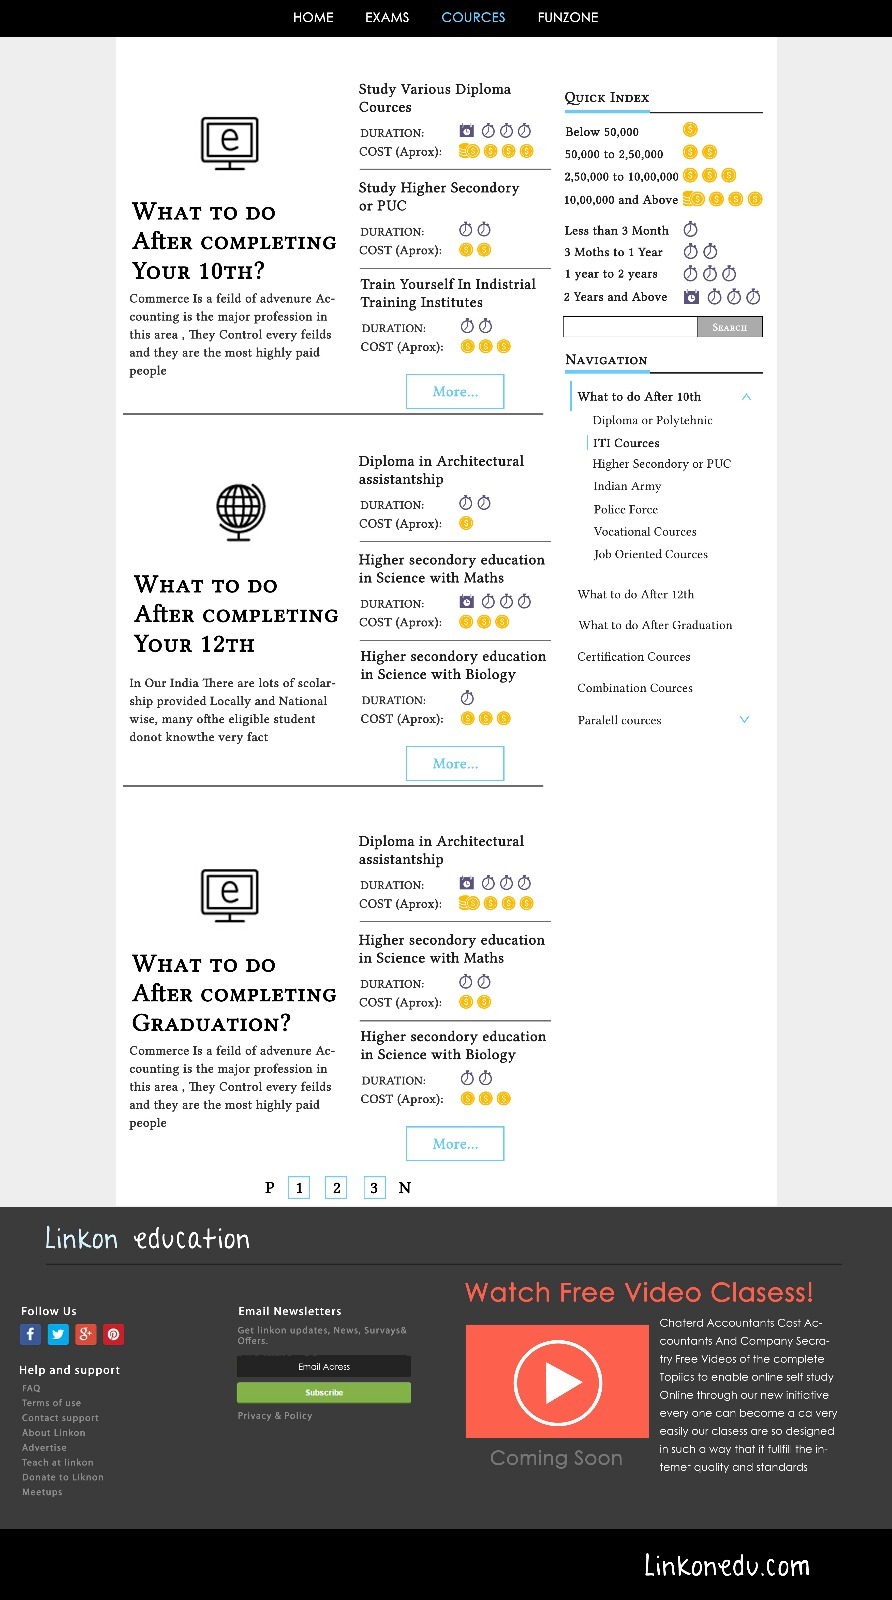 HOME EXAMS COURCES FUNZONE
WHAT TO DO
AFTER COMPLETING
YOUR 10TH?
Commerce Is a feild of advenure Ac-
counting is the major profession in
this area , They Control every feilds
and they are the most highly paid
people
Study Various Diploma
Cources
DURATION:
COST (Aprox):
Study Higher Secondory
or PUC
DURATION:
COST (Aprox):
Train Yourself In Indistrial
Training Institutes
DURATION:
COST (Aprox):
More...
WHAT TO DO
AFTER COMPLETING
YOUR 12TH
In Our India There are lots of scolar-
ship provided Locally and National
wise, many ofthe eligible student
donot knowthe very fact
Diploma in Architectural
assistantship
DURATION:
COST (Aprox):
Higher secondory education
in Science with Maths
DURATION:
COST (Aprox):
Higher secondory education
in Science with Biology
DURATION:
COST (Aprox):
More...
WHAT TO DO
AFTER COMPLETING
GRADUATION?
Commerce Is a feild of advenure Ac-
counting is the major profession in
this area , They Control every feilds
and they are the most highly paid
people
Diploma in Architectural
assistantship
DURATION:
COST (Aprox):
Higher secondory education
in Science with Maths
DURATION:
COST (Aprox):
Higher secondory education
in Science with Biology
DURATION:
COST (Aprox):
More...
P 1 2 3 N
QUICK INDEX
Below 50,000
50,000 to 2,50,000
2,50,000 to 10,00,000
10,00,000 and Above
Less than 3 Month
3 Moths to 1 Year
1 year to 2 years
2 Years and Above
SEARCH
NAVIGATION
What to do After 10th
Diploma or Polytehnic
ITI Cources
Higher Secondory or PUC
Indian Army
Police Force
Vocational Cources
Job Oriented Cources
What to do After 12th
What to do After Graduation
Certification Cources
Combination Cources
Paralell cources
Linkon education
Follow Us
Help and support
FAQ
Terms of use
Contact support
About Linkon
Advertise
Teach at linkon
Donate to Liknon
Meetups
Email Newsletters
Get linkon updates, News, Survays&
Offers.
Email Adress
Subscribe
Privacy & Policy
Watch Free Video Clasess!
Coming Soon
Chaterd Accountants Cost Ac-
countants And Company Secra-
try Free Videos of the complete
Topiics to enable online self study
Online through our new initiative
every one can become a ca very
easily our clasess are so designed
in such a way that it fullfill the in-
ternet quality and standards
Linkonedu.com